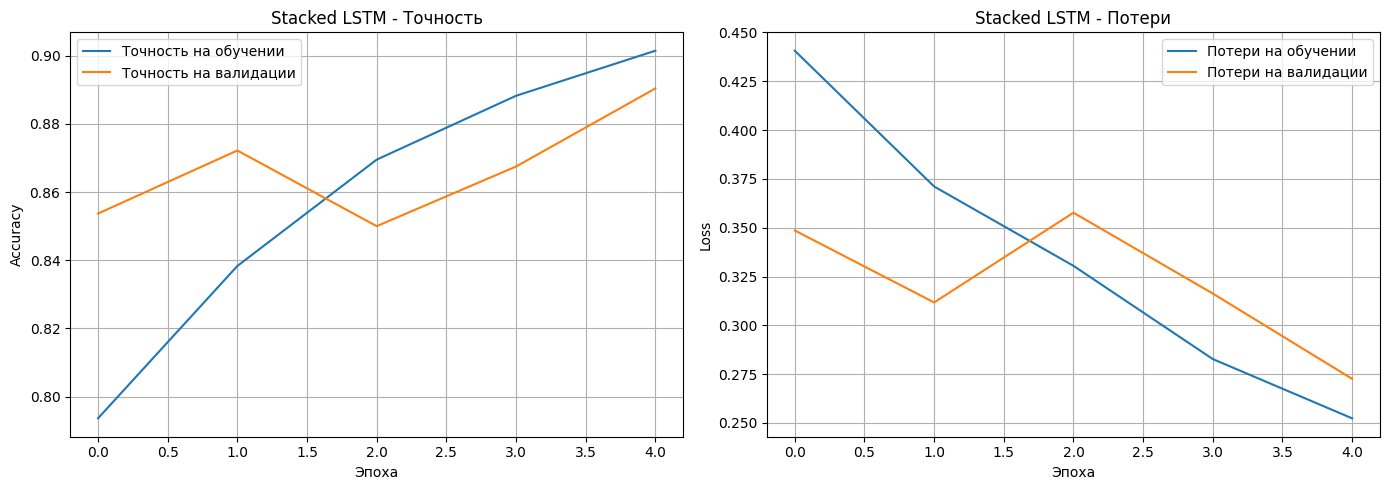 Stacked LSTM - Точность
Точность на обучении
Точность на валидации
Accuracy
0.90
0.88
0.86
0.84
0.82
0.80
0.0 0.5 1.0 1.5 2.0 2.5 3.0 3.5 4.0
Эпоха
Stacked LSTM - Потери
Потери на обучении
Потери на валидации
Loss
0.450
0.425
0.400
0.375
0.350
0.325
0.300
0.275
0.250
0.0 0.5 1.0 1.5 2.0 2.5 3.0 3.5 4.0
Эпоха